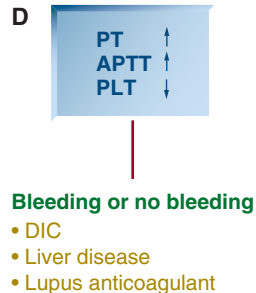 D
PT ↑
APTT ↑
PLT ↓
Bleeding or no bleeding
• DIC
• Liver disease
• Lupus anticoagulant